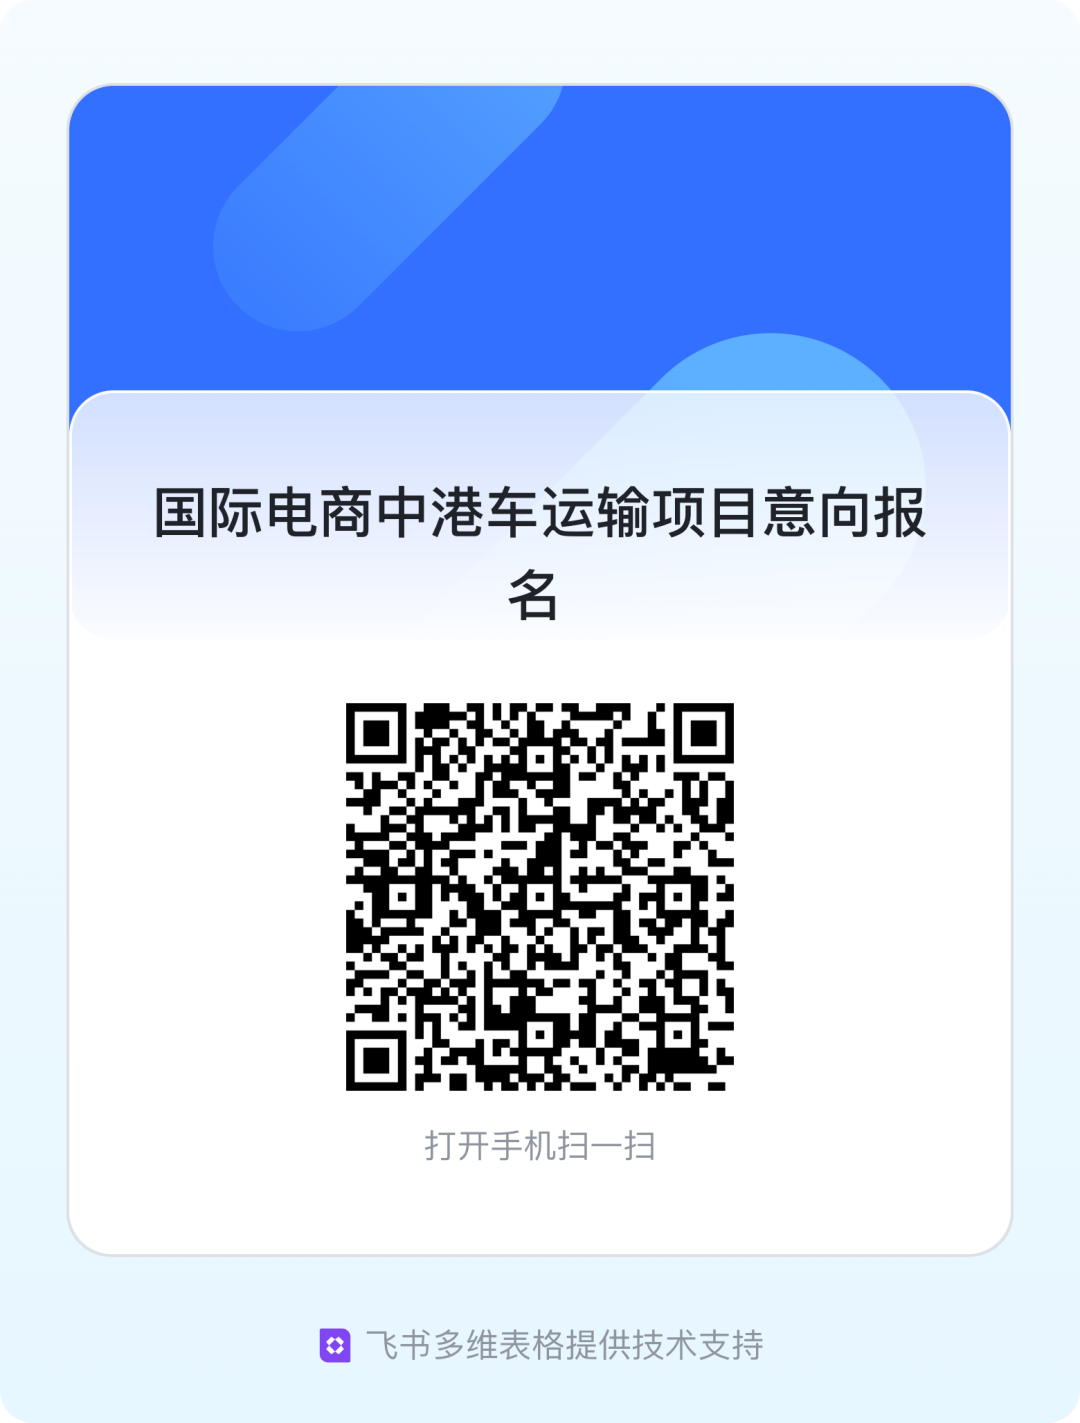 国际电商中港车运输项目意向报
名
打开手机扫一扫
飞书多维表格提供技术支持